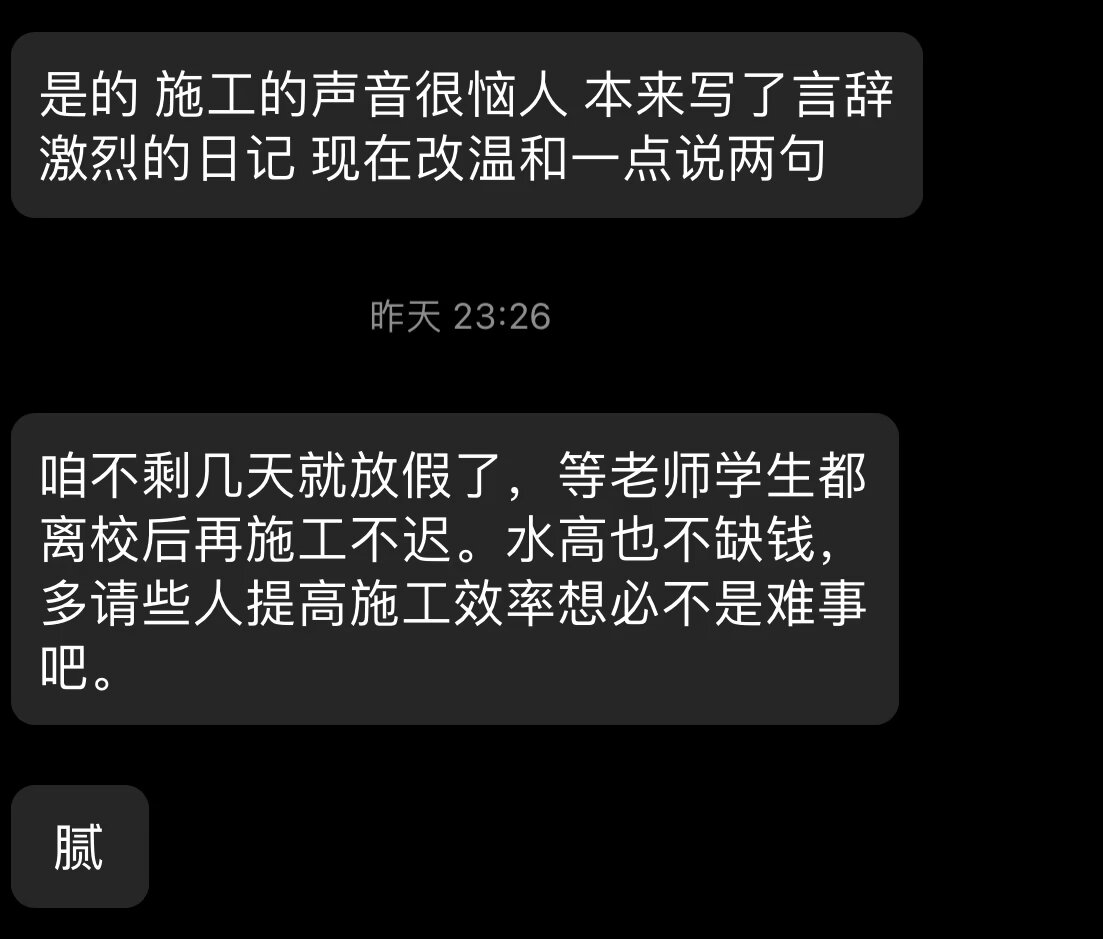 是的 施工的声音很恼人 本来写了言辞
激烈的日记 现在改温和一点说两句
昨天 23:26
咱不剩几天就放假了，等老师学生都
离校后再施工不迟。水高也不缺钱，
多请些人提高施工效率想必不是难事
吧。
腻